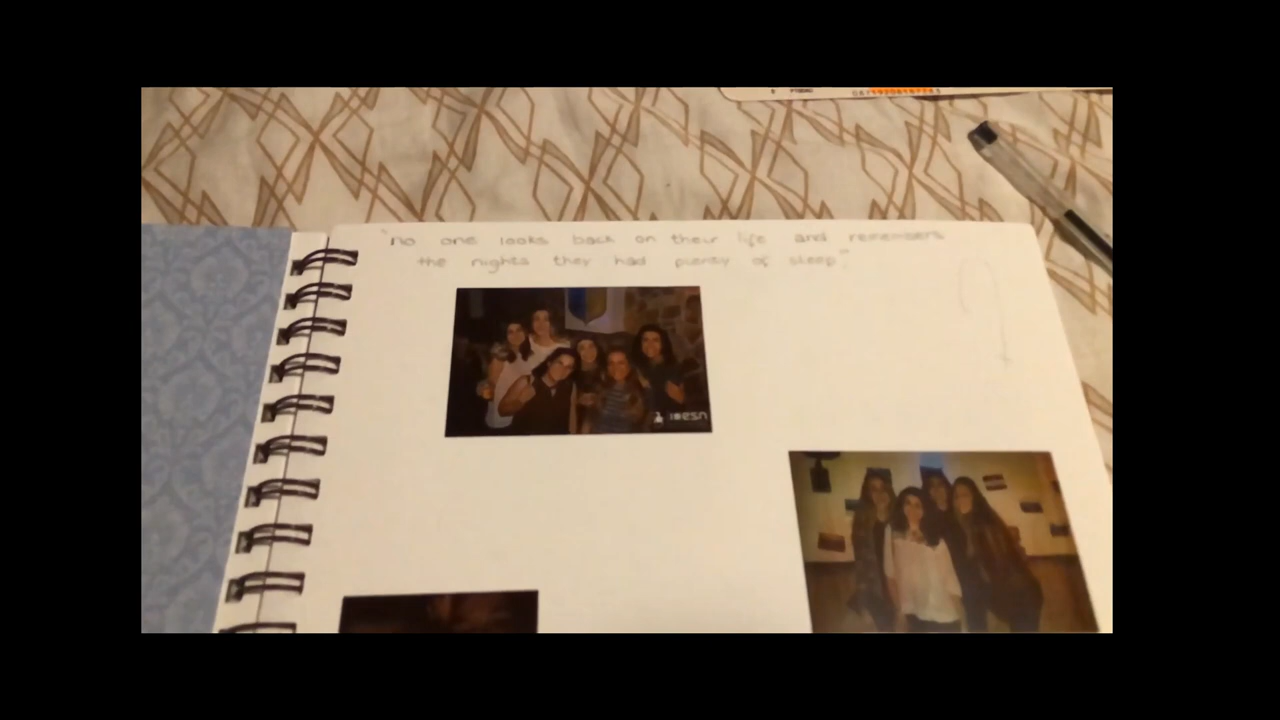 "no one looks back on their life and remembers
the nights they had plenty of sleep"